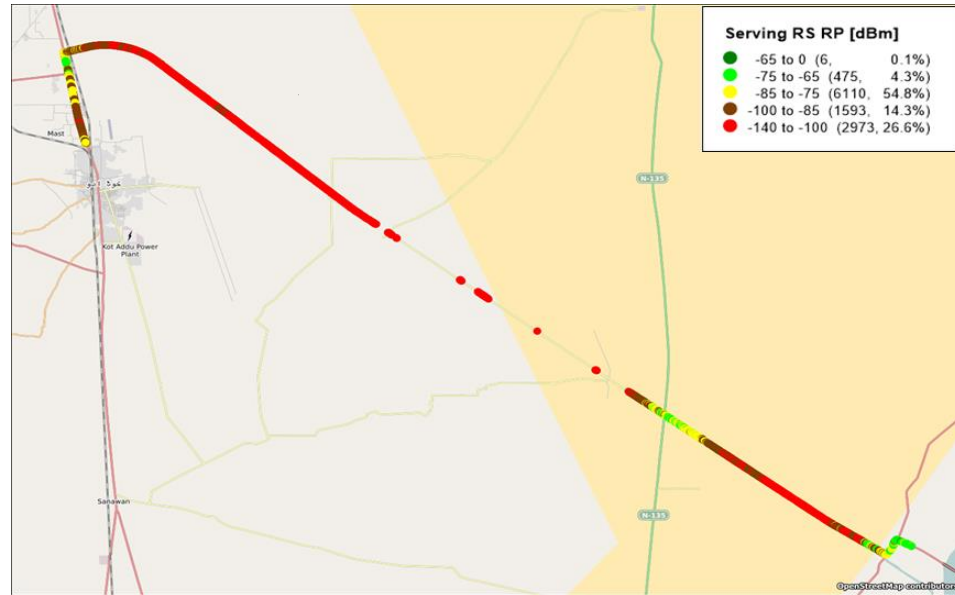 Serving RS RP [dBm]
-65 to 0 (6, 0.1%)
-75 to -65 (475, 4.3%)
-85 to -75 (6110, 54.8%)
-100 to -85 (1593, 14.3%)
-140 to -100 (2973, 26.6%)
Mast
کوٹ ادو
Kot Addu Power
Plant
N-135
Sanawan
N-135
OpenStreetMap contributors